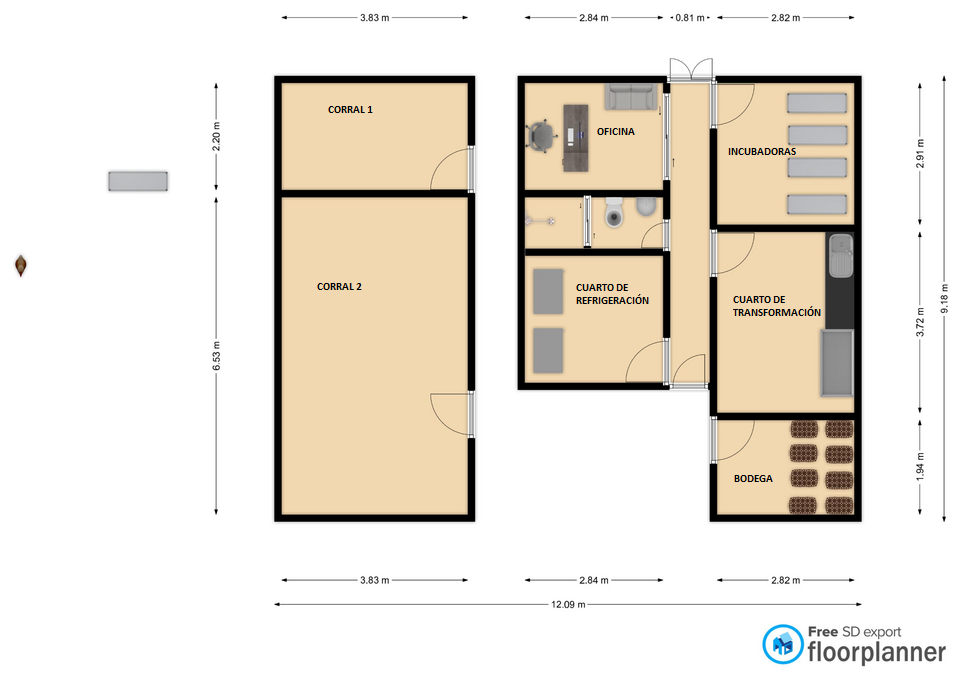 3.83 m
2.84 m
0.81 m
2.82 m
CORRAL 1
2.20 m
OFICINA
INCUBADORAS
2.91 m
CORRAL 2
CUARTO DE
REFRIGERACIÓN
CUARTO DE
TRANSFORMACIÓN
6.53 m
3.72 m
9.18 m
BODEGA
1.94 m
3.83 m
2.84 m
2.82 m
12.09 m
Free SD export
floorplanner